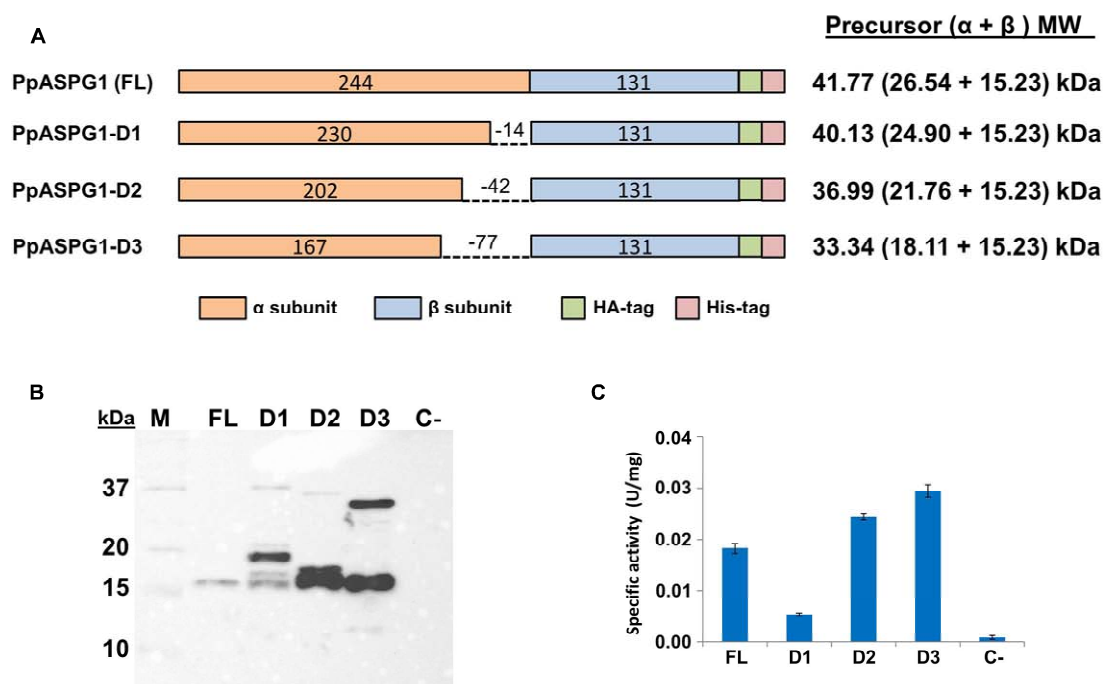 A
Precursor (α + β ) MW
PpASPG1 (FL) 244 131 41.77 (26.54 + 15.23) kDa
PpASPG1-D1 230 -14 131 40.13 (24.90 + 15.23) kDa
PpASPG1-D2 202 -42 131 36.99 (21.76 + 15.23) kDa
PpASPG1-D3 167 -77 131 33.34 (18.11 + 15.23) kDa
α subunit β subunit HA-tag His-tag
B
kDa M FL D1 D2 D3 C-
37
20
15
10
C
Specific activity (U/mg)
0.04
0.03
0.02
0.01
0.00
FL D1 D2 D3 C-